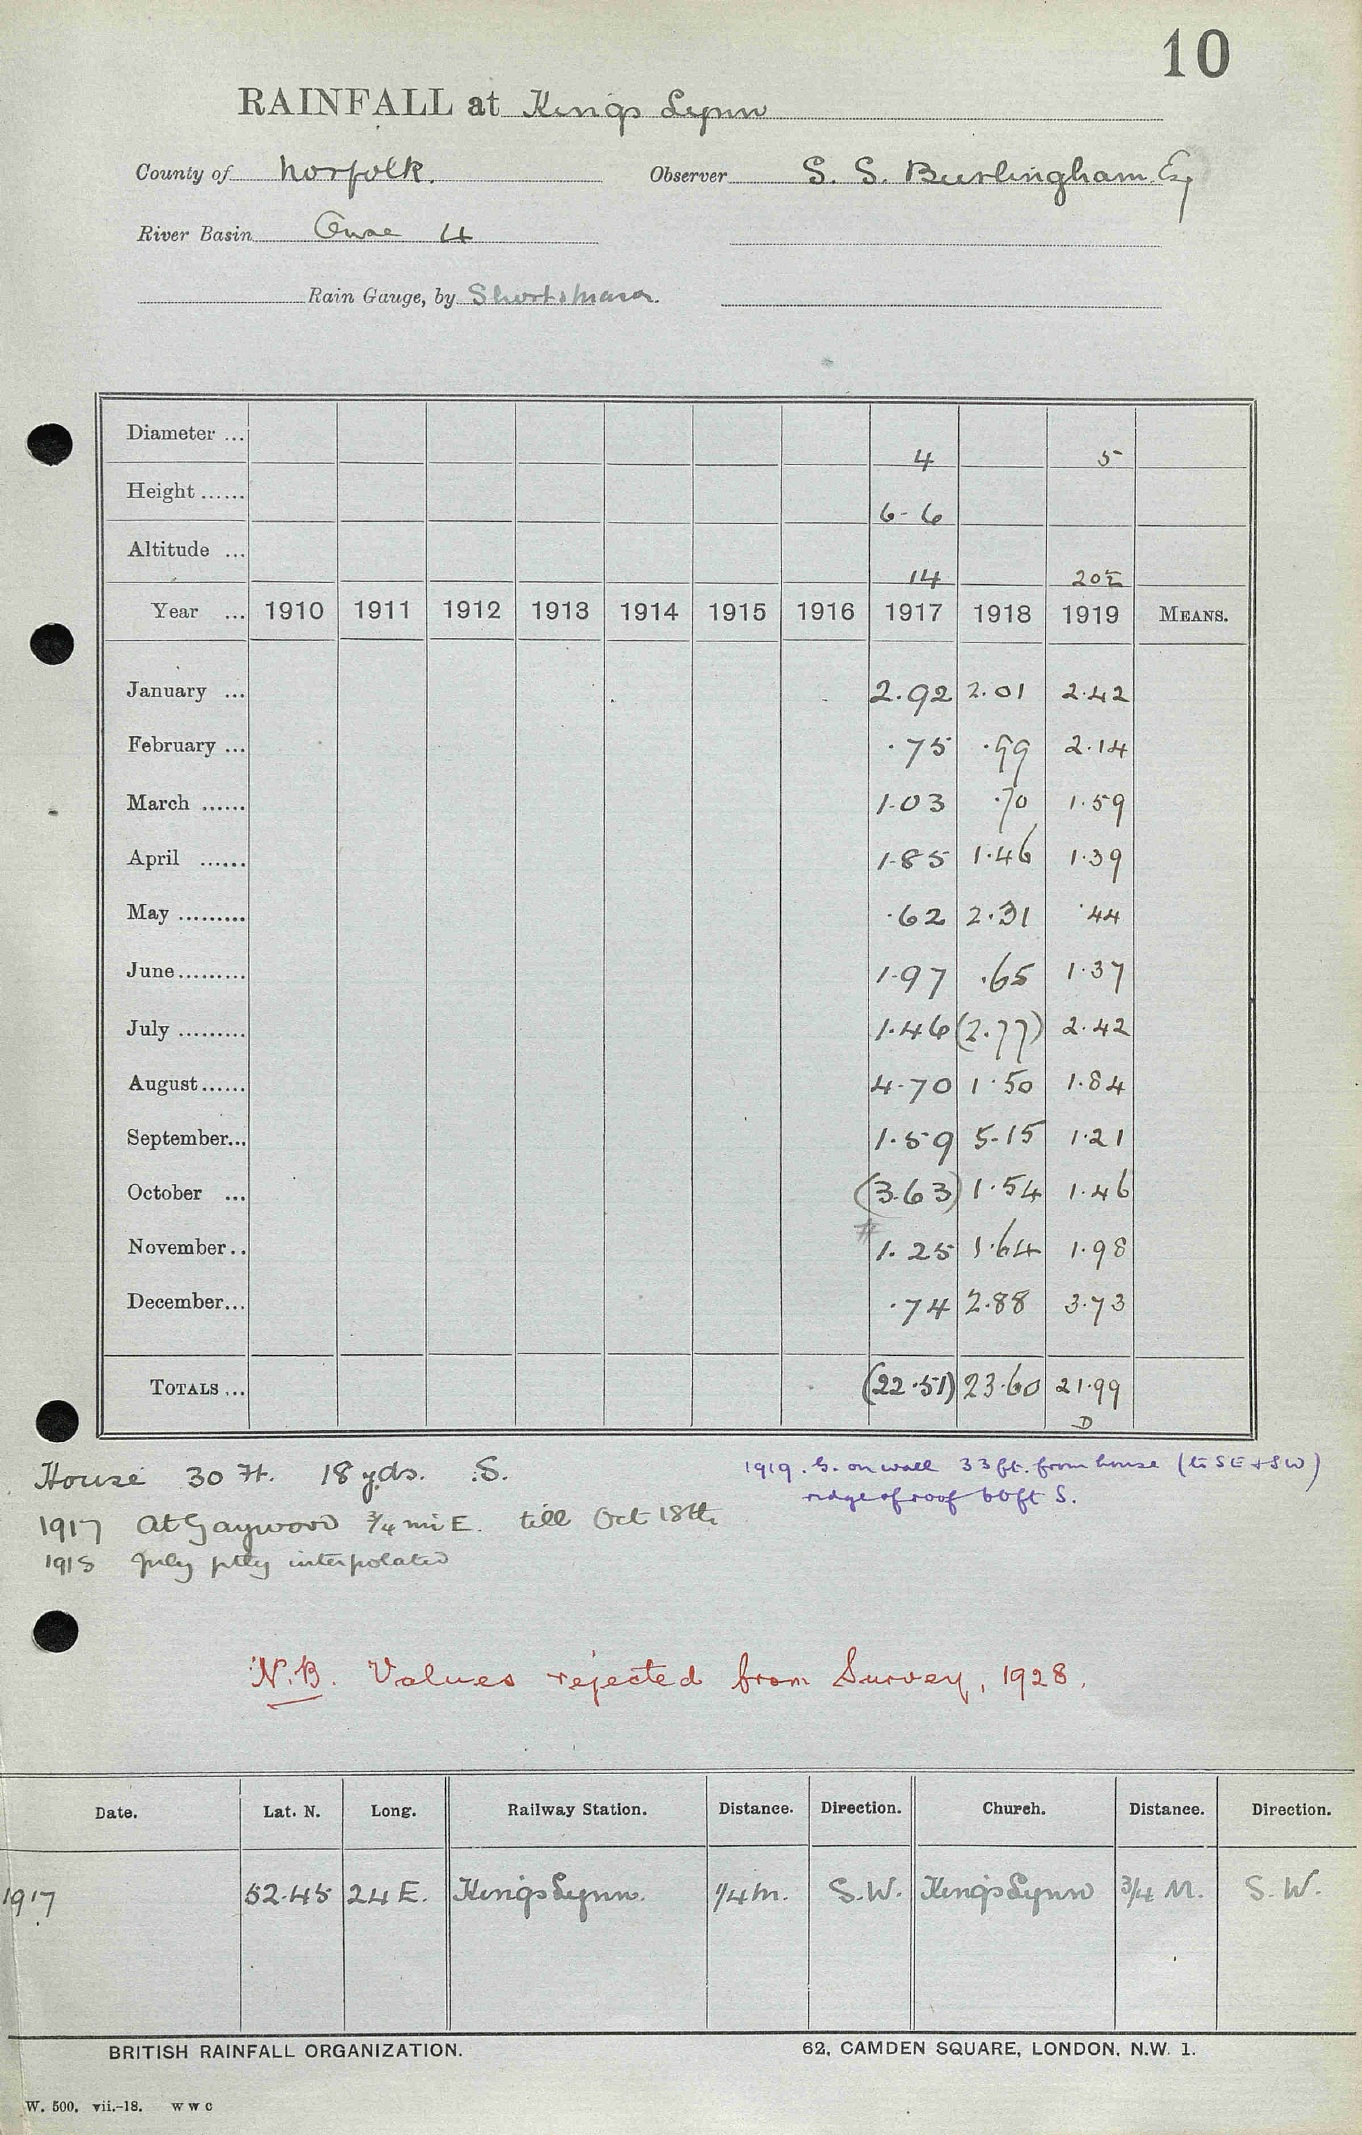 10
RAINFALL at Kings Lynn
County of Norfolk. Observer S. S. Burlingham Esq
River Basin Ouse 4
Rain Gauge, by Short & Mason.
Diameter ... 4 5
Height ...... 6-6
Altitude ... 14 20
Year ... 1910 1911 1912 1913 1914 1915 1916 1917 1918 1919 MEANS.
January ... 2.92 2.01 2.42
February ... .75 .99 2.14
March ...... 1.03 .70 1.59
April ...... 1.85 1.46 1.39
May ......... .62 2.31 .44
June ......... 1.97 .65 1.37
July ......... 1.46 (2.77) 2.42
August ...... 4.70 1.50 1.84
September... 1.59 5.15 1.21
October ... (3.63) 1.54 1.46
November.. # 1.25 1.64 1.98
December... .74 2.88 3.73
TOTALS ... (22.51) 23.60 21.99
D
House 30 Ft. 18 yds. S.
1919. G. on wall 33 ft. from house (to SE & SW)
ridge of roof 60ft S.
1917 At Gaywood 3/4 mi E. till Oct 18th
1918 July ptly interpolated
N.B. Values rejected from Survey, 1928.
Date. Lat. N. Long. Railway Station. Distance. Direction. Church. Distance. Direction.
1917 52.45 24 E. Kings Lynn. 1/4 m. S.W. Kings Lynn 3/4 M. S.W.
BRITISH RAINFALL ORGANIZATION. 62, CAMDEN SQUARE, LONDON, N.W. 1.
W. 500. vii.-18. w w c